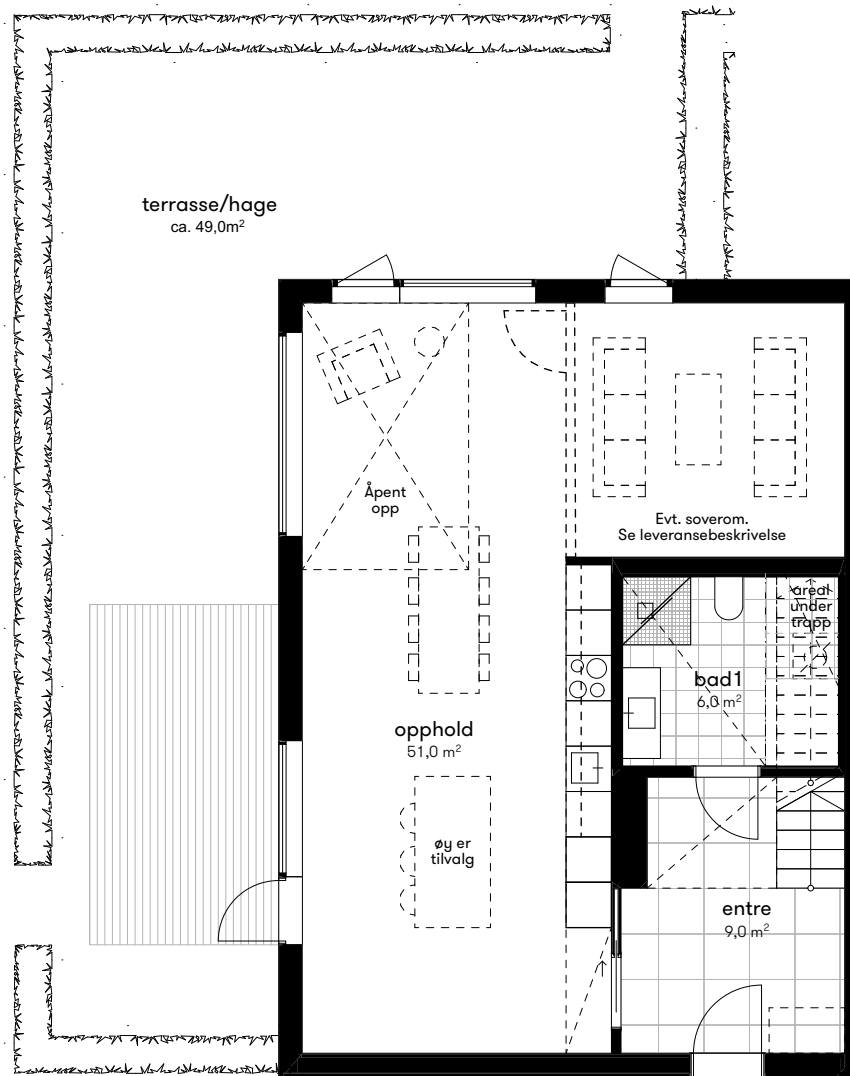 terrasse/hage
ca. 49,0m²
Åpent
opp
Evt. soverom.
Se leveransebeskrivelse
areal
under
trapp
bad1
6,0 m²
opphold
51,0 m²
øy er
tilvalg
entre
9,0 m²